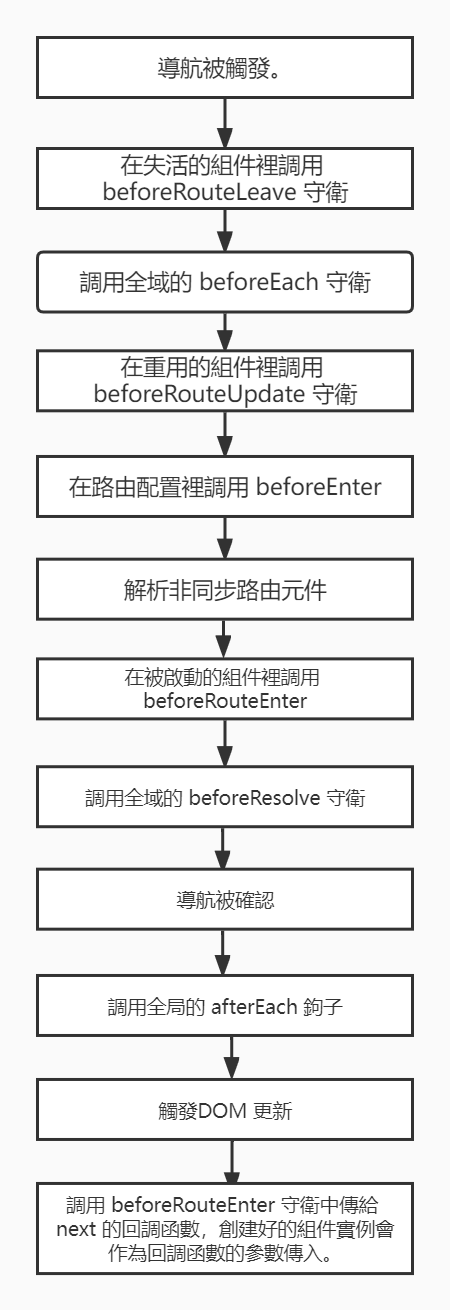 導航被觸發。
在失活的組件裡調用
beforeRouteLeave 守衛
調用全域的 beforeEach 守衛
在重用的組件裡調用
beforeRouteUpdate 守衛
在路由配置裡調用 beforeEnter
解析非同步路由元件
在被啟動的組件裡調用
beforeRouteEnter
調用全域的 beforeResolve 守衛
導航被確認
調用全局的 afterEach 鉤子
觸發DOM 更新
調用 beforeRouteEnter 守衛中傳給
next 的回調函數，創建好的組件實例會
作為回調函數的參數傳入。